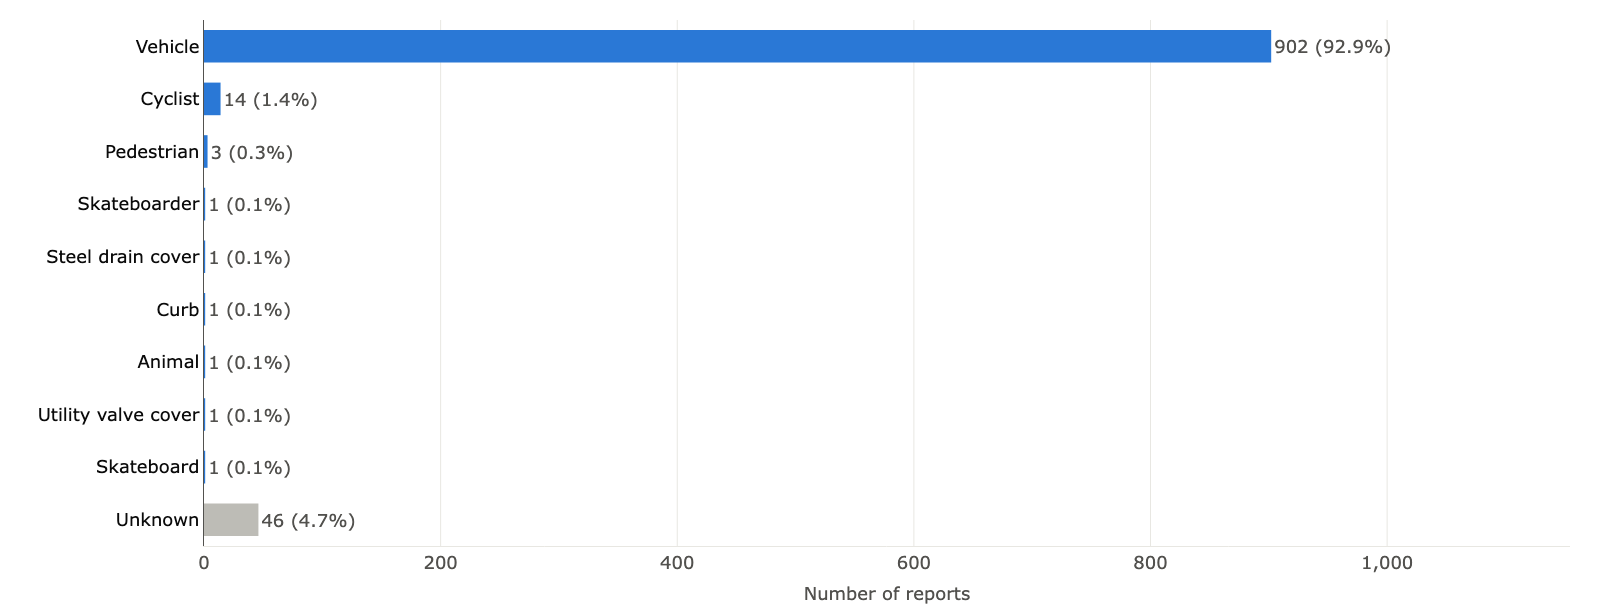 Vehicle 902 (92.9%)
Cyclist 14 (1.4%)
Pedestrian 3 (0.3%)
Skateboarder 1 (0.1%)
Steel drain cover 1 (0.1%)
Curb 1 (0.1%)
Animal 1 (0.1%)
Utility valve cover 1 (0.1%)
Skateboard 1 (0.1%)
Unknown 46 (4.7%)
0 200 400 600 800 1,000
Number of reports